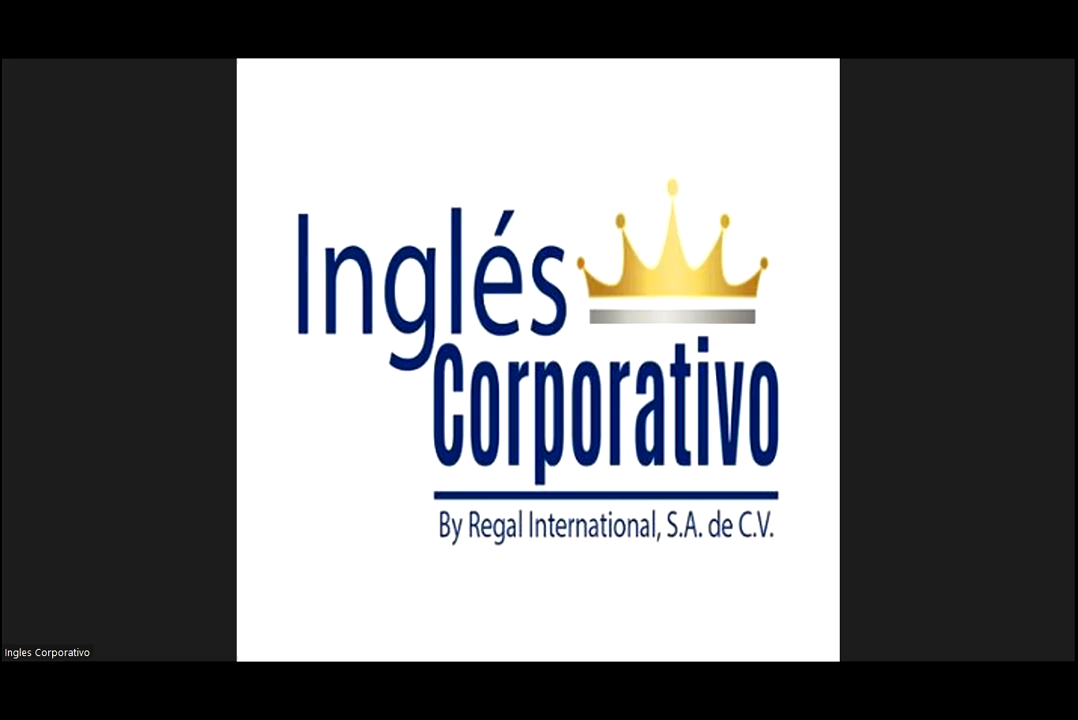 Inglés
Corporativo
By Regal International, S.A. de C.V.
Ingles Corporativo